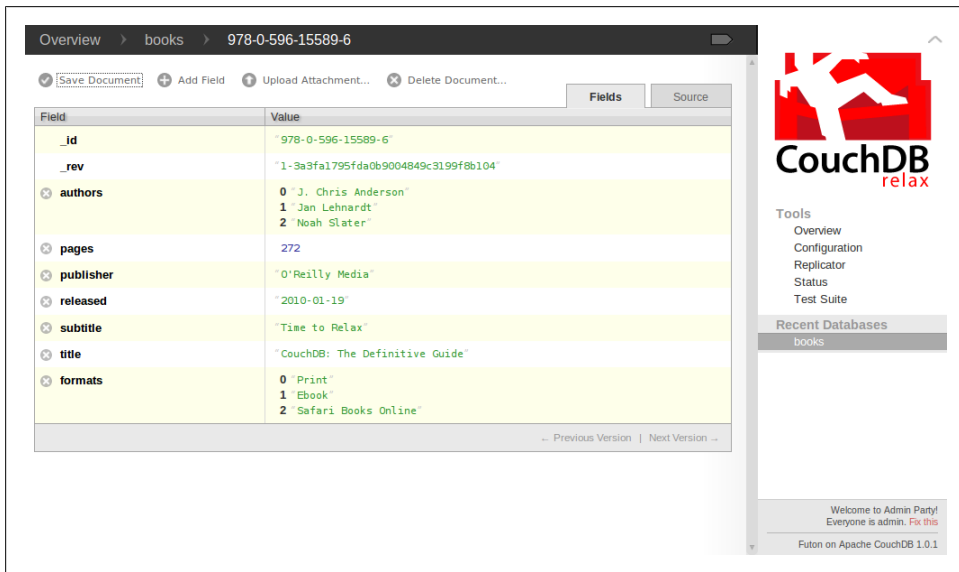 Overview books 978-0-596-15589-6
Save Document Add Field Upload Attachment... Delete Document...
Fields Source
Field Value
_id "978-0-596-15589-6"
_rev "1-3a3fa1795fda0b9004849c3199f8b104"
authors 0 "J. Chris Anderson"
1 "Jan Lehnardt"
2 "Noah Slater"
pages 272
publisher "O'Reilly Media"
released "2010-01-19"
subtitle "Time to Relax"
title "CouchDB: The Definitive Guide"
formats 0 "Print"
1 "Ebook"
2 "Safari Books Online"
← Previous Version | Next Version →
CouchDB
relax
Tools
Overview
Configuration
Replicator
Status
Test Suite
Recent Databases
books
Welcome to Admin Party!
Everyone is admin. Fix this
Futon on Apache CouchDB 1.0.1